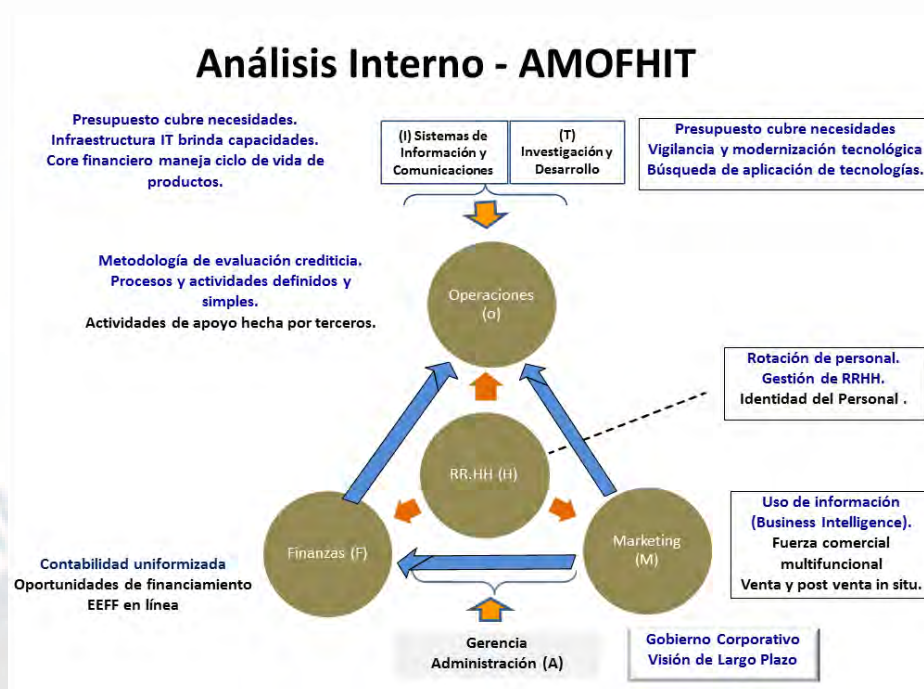 Análisis Interno - AMOFHIT
Presupuesto cubre necesidades.
Infraestructura IT brinda capacidades.
Core financiero maneja ciclo de vida de
productos.
(I) Sistemas de
Información y
Comunicaciones
(T)
Investigación y
Desarrollo
Presupuesto cubre necesidades
Vigilancia y modernización tecnológica
Búsqueda de aplicación de tecnologías.
Metodología de evaluación crediticia.
Procesos y actividades definidos y
simples.
Actividades de apoyo hecha por terceros.
Operaciones
(o)
Rotación de personal.
Gestión de RRHH.
Identidad del Personal .
RR.HH (H)
Finanzas (F)
Marketing
(M)
Uso de información
(Business Intelligence).
Fuerza comercial
multifuncional
Venta y post venta in situ.
Contabilidad uniformizada
Oportunidades de financiamiento
EEFF en línea
Gerencia
Administración (A)
Gobierno Corporativo
Visión de Largo Plazo